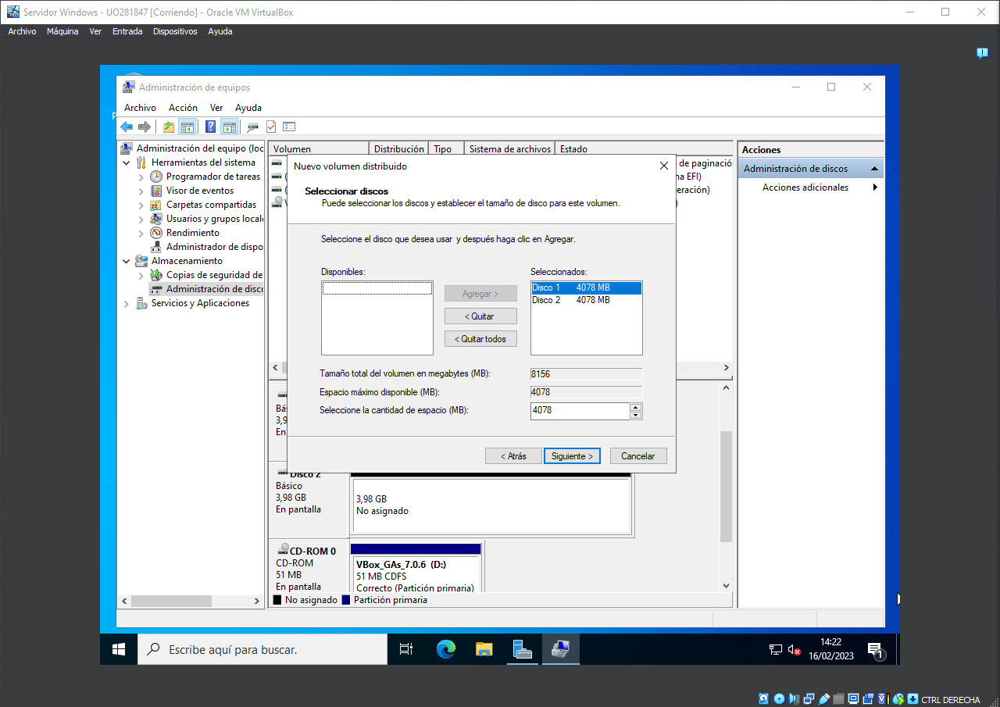 Servidor Windows - UO281847 [Corriendo] - Oracle VM VirtualBox
Archivo Máquina Ver Entrada Dispositivos Ayuda
Administración de equipos
Archivo Acción Ver Ayuda
Administración del equipo (loc
Herramientas del sistema
Programador de tareas
Visor de eventos
Carpetas compartidas
Usuarios y grupos locale
Rendimiento
Administrador de dispo
Almacenamiento
Copias de seguridad de
Administración de disco
Servicios y Aplicaciones
Volumen Distribución Tipo Sistema de archivos Estado
de paginació
na EFI)
eración)
Acciones
Administración de discos
Acciones adicionales
Nuevo volumen distribuido
Seleccionar discos
Puede seleccionar los discos y establecer el tamaño de disco para este volumen.
Seleccione el disco que desea usar y después haga clic en Agregar.
Disponibles:
Seleccionados:
Agregar >
< Quitar
< Quitar todos
Disco 1 4078 MB
Disco 2 4078 MB
Tamaño total del volumen en megabytes (MB): 8156
Espacio máximo disponible (MB): 4078
Seleccione la cantidad de espacio (MB): 4078
< Atrás Siguiente > Cancelar
Bás
3,9
En
Disco 2
Básico
3,98 GB
En pantalla
3,98 GB
No asignado
CD-ROM 0
CD-ROM
51 MB
En pantalla
VBox_GAs_7.0.6 (D:)
51 MB CDFS
Correcto (Partición primaria)
No asignado Partición primaria
Escribe aquí para buscar.
14:22
16/02/2023
1
CTRL DERECHA